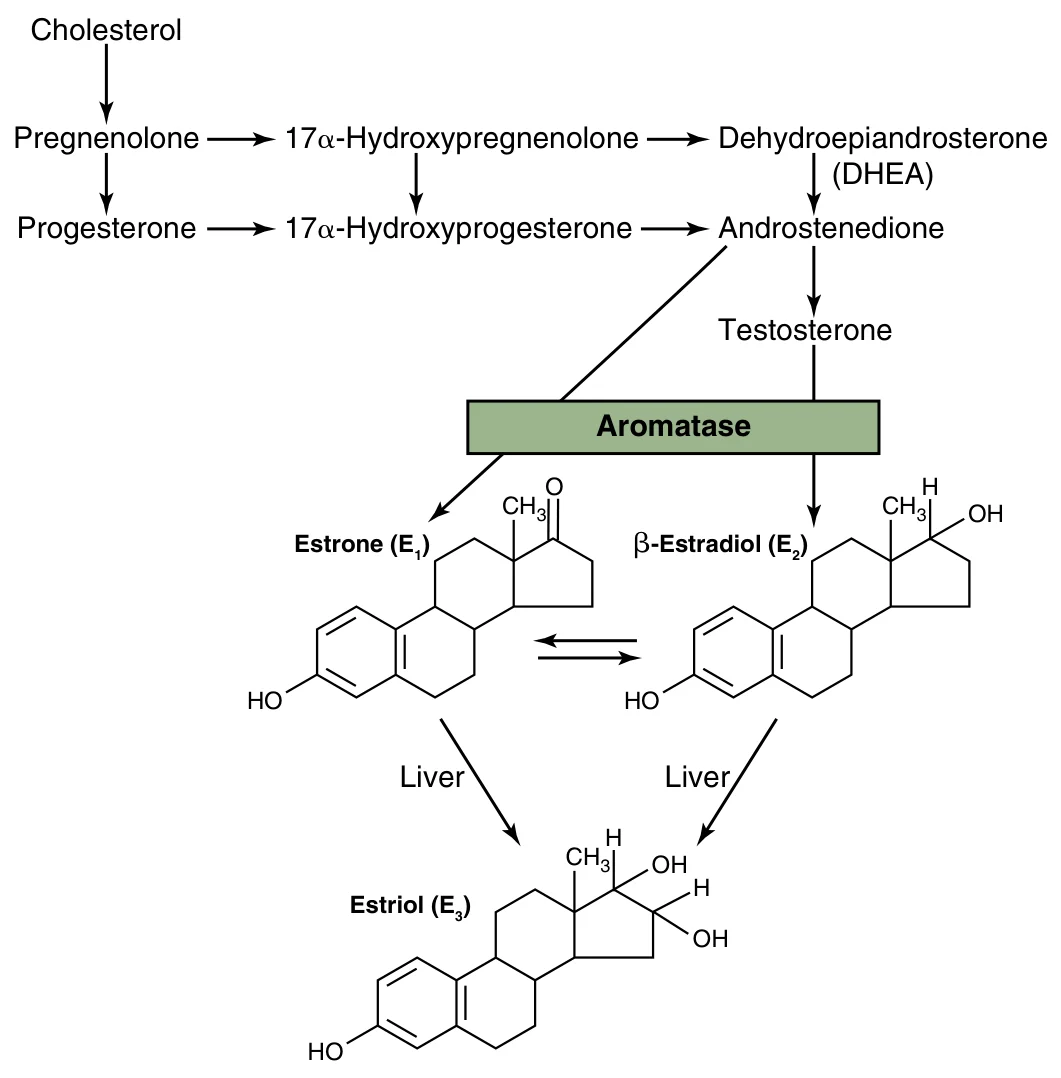 Cholesterol
Pregnenolone
17α-Hydroxypregnenolone
Dehydroepiandrosterone
(DHEA)
Progesterone
17α-Hydroxyprogesterone
Androstenedione
Testosterone
Aromatase
Estrone (E1)
CH3
O
HO
β-Estradiol (E2)
CH3
H
OH
HO
Liver
Liver
Estriol (E3)
CH3
H
OH
H
OH
HO